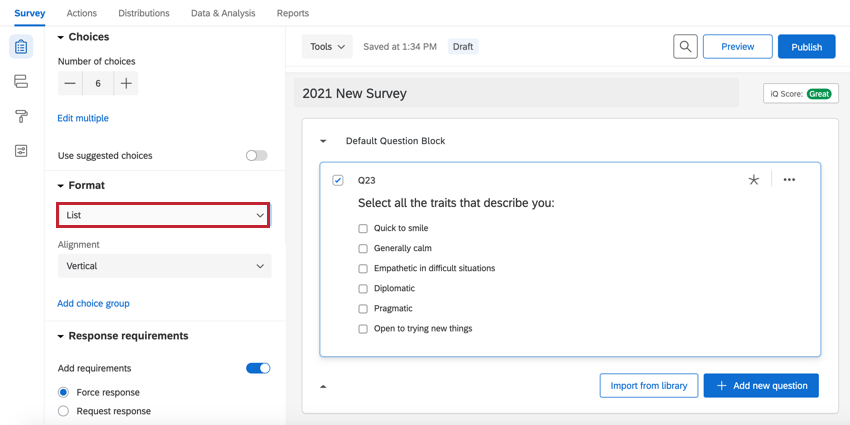 Survey Actions Distributions Data & Analysis Reports
Choices
Number of choices
6
Edit multiple
Use suggested choices
Format
List
Alignment
Vertical
Add choice group
Response requirements
Add requirements
Force response
Request response
Tools Saved at 1:34 PM Draft Preview Publish
2021 New Survey iQ Score: Great
Default Question Block
Q23
Select all the traits that describe you:
Quick to smile
Generally calm
Empathetic in difficult situations
Diplomatic
Pragmatic
Open to trying new things
Import from library Add new question